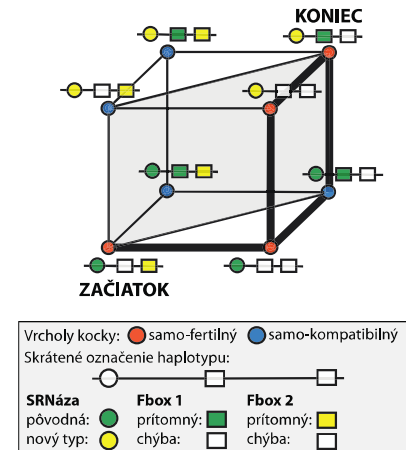 KONIEC
ZAČIATOK
Vrcholy kocky: samo-fertilný samo-kompatibilný
Skrátené označenie haplotypu:
SRNáza Fbox 1 Fbox 2
pôvodná: prítomný: prítomný:
nový typ: chýba: chýba: